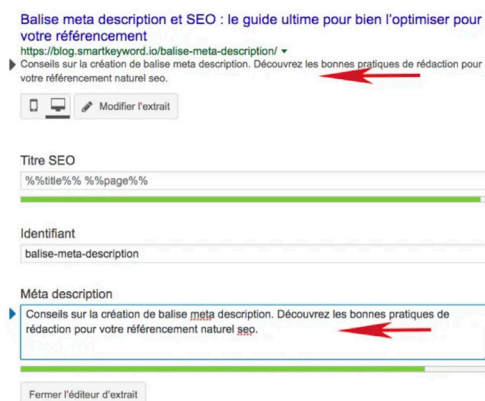 Balise meta description et SEO : le guide ultime pour bien l'optimiser pour
votre référencement
https://blog.smartkeyword.io/balise-meta-description/
Conseils sur la création de balise meta description. Découvrez les bonnes pratiques de rédaction pour
votre référencement naturel seo.
Modifier l'extrait
Titre SEO
%%title%% %%page%%
Identifiant
balise-meta-description
Méta description
Conseils sur la création de balise meta description. Découvrez les bonnes pratiques de
rédaction pour votre référencement naturel seo.
Fermer l'éditeur d'extrait